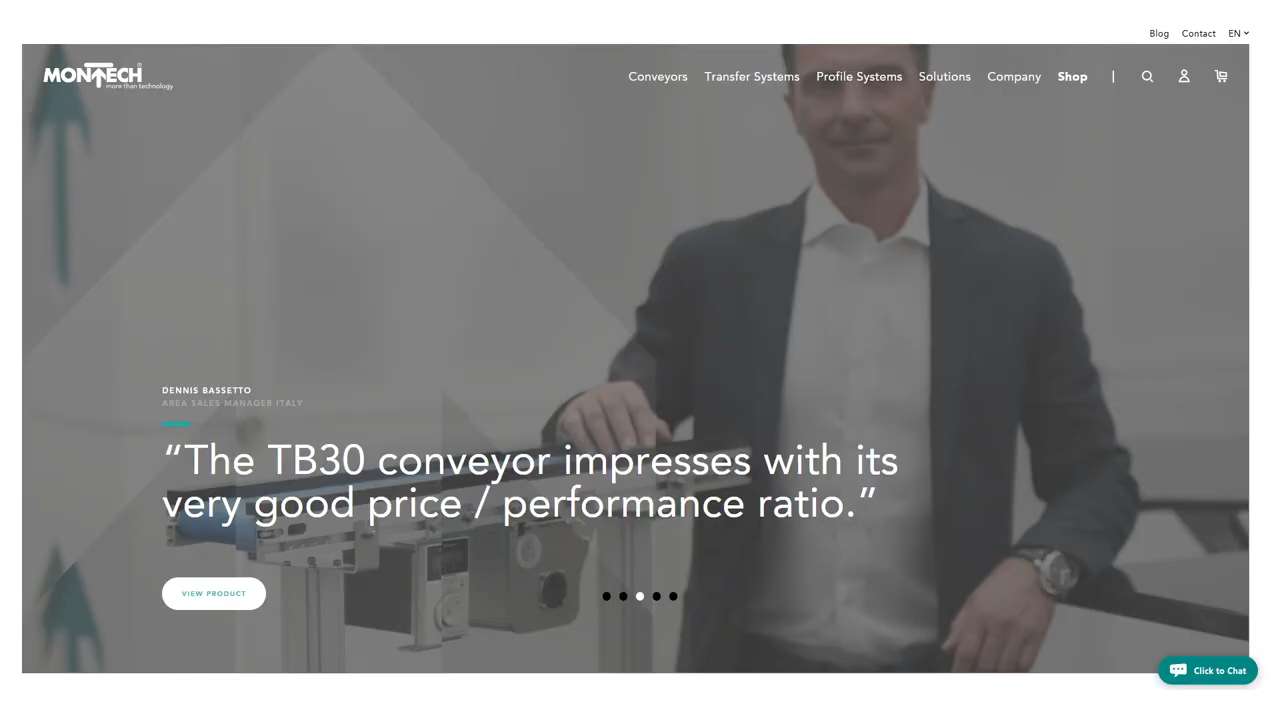 Blog Contact EN
MONTECH®
more than technology
Conveyors Transfer Systems Profile Systems Solutions Company Shop
DENNIS BASSETTO
AREA SALES MANAGER ITALY
“The TB30 conveyor impresses with its
very good price / performance ratio.”
VIEW PRODUCT
Click to Chat